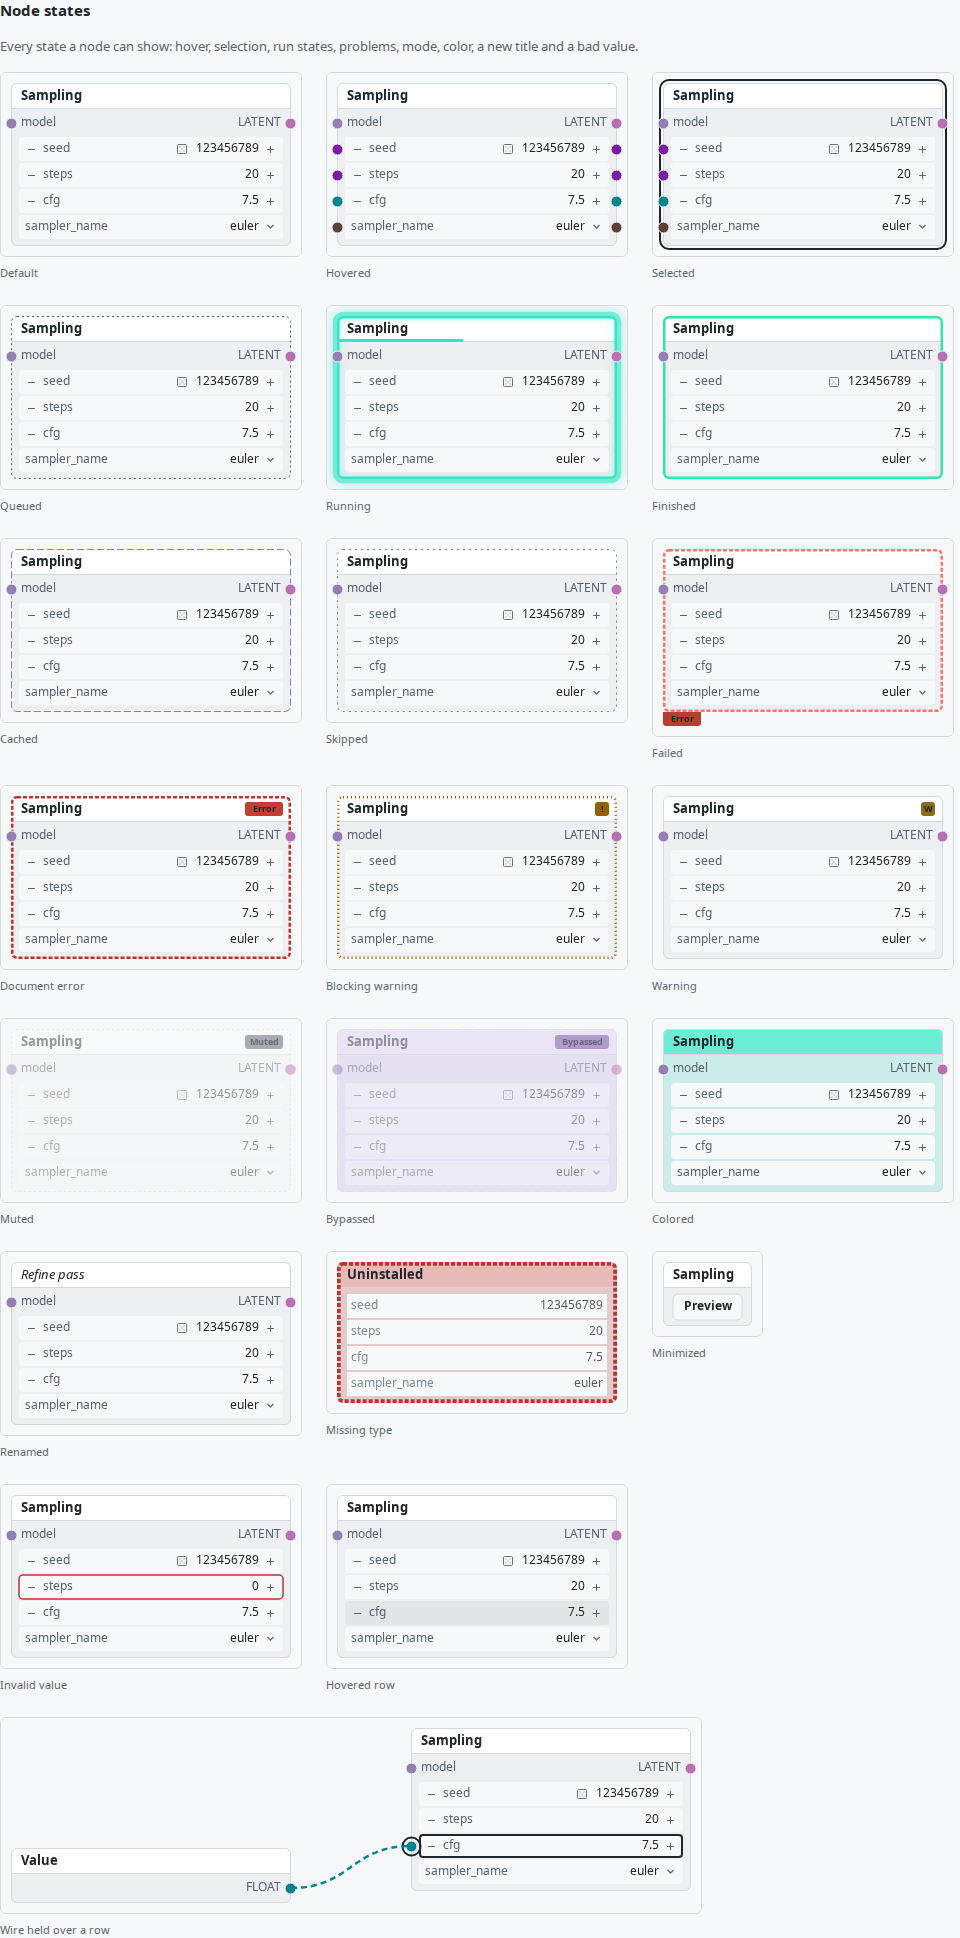 Node states
Every state a node can show: hover, selection, run states, problems, mode, color, a new title and a bad value.
Sampling
model LATENT
− seed 123456789 +
− steps 20 +
− cfg 7.5 +
sampler_name euler
Default
Sampling
model LATENT
− seed 123456789 +
− steps 20 +
− cfg 7.5 +
sampler_name euler
Hovered
Sampling
model LATENT
− seed 123456789 +
− steps 20 +
− cfg 7.5 +
sampler_name euler
Selected
Sampling
model LATENT
− seed 123456789 +
− steps 20 +
− cfg 7.5 +
sampler_name euler
Queued
Sampling
model LATENT
− seed 123456789 +
− steps 20 +
− cfg 7.5 +
sampler_name euler
Running
Sampling
model LATENT
− seed 123456789 +
− steps 20 +
− cfg 7.5 +
sampler_name euler
Finished
Sampling
model LATENT
− seed 123456789 +
− steps 20 +
− cfg 7.5 +
sampler_name euler
Cached
Sampling
model LATENT
− seed 123456789 +
− steps 20 +
− cfg 7.5 +
sampler_name euler
Skipped
Sampling
model LATENT
− seed 123456789 +
− steps 20 +
− cfg 7.5 +
sampler_name euler
Error
Failed
Sampling Error
model LATENT
− seed 123456789 +
− steps 20 +
− cfg 7.5 +
sampler_name euler
Document error
Sampling !
model LATENT
− seed 123456789 +
− steps 20 +
− cfg 7.5 +
sampler_name euler
Blocking warning
Sampling W
model LATENT
− seed 123456789 +
− steps 20 +
− cfg 7.5 +
sampler_name euler
Warning
Sampling Muted
model LATENT
− seed 123456789 +
− steps 20 +
− cfg 7.5 +
sampler_name euler
Muted
Sampling Bypassed
model LATENT
− seed 123456789 +
− steps 20 +
− cfg 7.5 +
sampler_name euler
Bypassed
Sampling
model LATENT
− seed 123456789 +
− steps 20 +
− cfg 7.5 +
sampler_name euler
Colored
Refine pass
model LATENT
− seed 123456789 +
− steps 20 +
− cfg 7.5 +
sampler_name euler
Renamed
Uninstalled
seed 123456789
steps 20
cfg 7.5
sampler_name euler
Missing type
Sampling
Preview
Minimized
Sampling
model LATENT
− seed 123456789 +
− steps 0 +
− cfg 7.5 +
sampler_name euler
Invalid value
Sampling
model LATENT
− seed 123456789 +
− steps 20 +
− cfg 7.5 +
sampler_name euler
Hovered row
Sampling
model LATENT
− seed 123456789 +
− steps 20 +
− cfg 7.5 +
sampler_name euler
Value
FLOAT
Wire held over a row